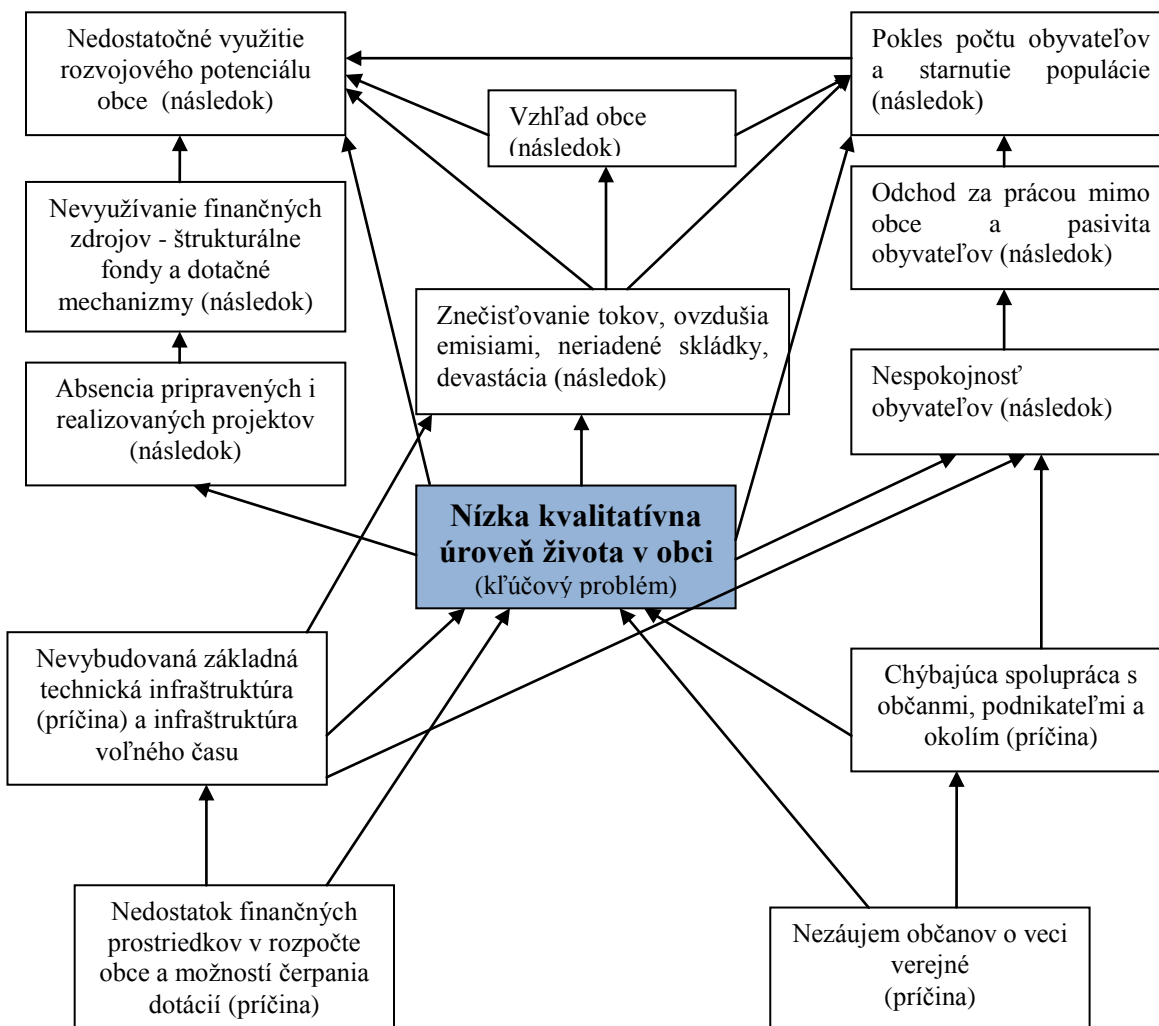 Nedostatočné využitie
rozvojového potenciálu
obce (následok)
Pokles počtu obyvateľov
a starnutie populácie
(následok)
Vzhľad obce
(následok)
Nevyužívanie finančných
zdrojov - štrukturálne
fondy a dotačné
mechanizmy (následok)
Odchod za prácou mimo
obce a pasivita
obyvateľov (následok)
Znečisťovanie tokov, ovzdušia
emisiami, neriadené skládky,
devastácia (následok)
Absencia pripravených i
realizovaných projektov
(následok)
Nespokojnosť
obyvateľov (následok)
Nízka kvalitatívna
úroveň života v obci
(kľúčový problém)
Nevybudovaná základná
technická infraštruktúra
(príčina) a infraštruktúra
voľného času
Chýbajúca spolupráca s
občanmi, podnikateľmi a
okolím (príčina)
Nedostatok finančných
prostriedkov v rozpočte
obce a možností čerpania
dotácií (príčina)
Nezáujem občanov o veci
verejné
(príčina)